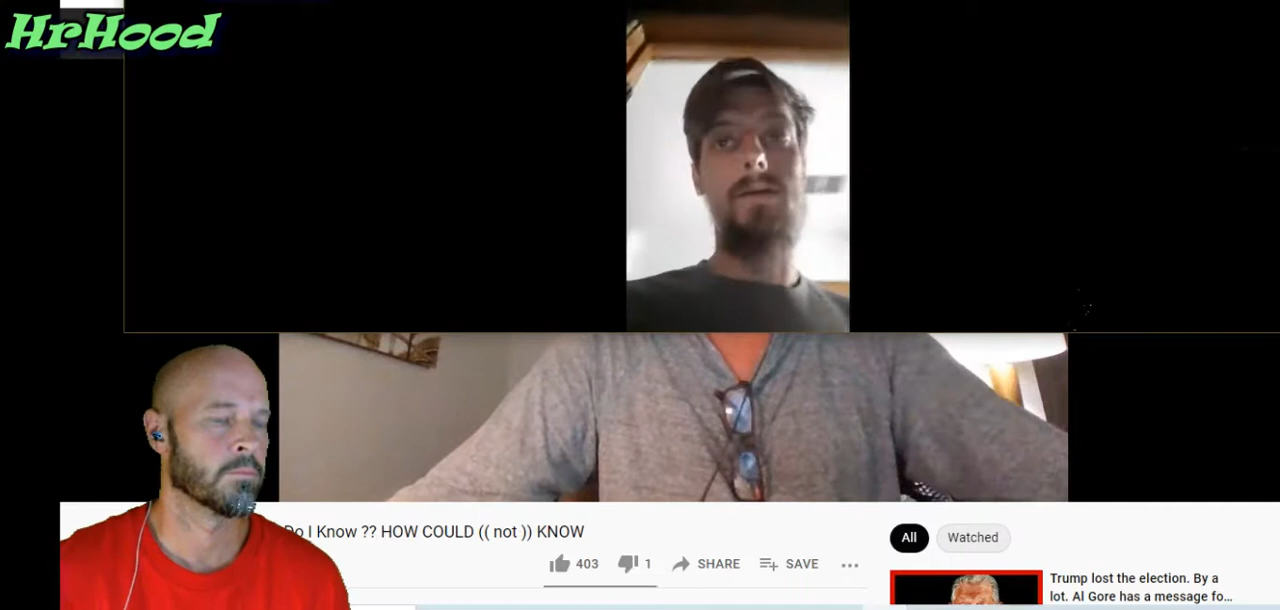 HrHood
Do I Know ?? HOW COULD (( not )) KNOW
403 1 SHARE SAVE ...
All Watched
Trump lost the election. By a
lot. Al Gore has a message fo...